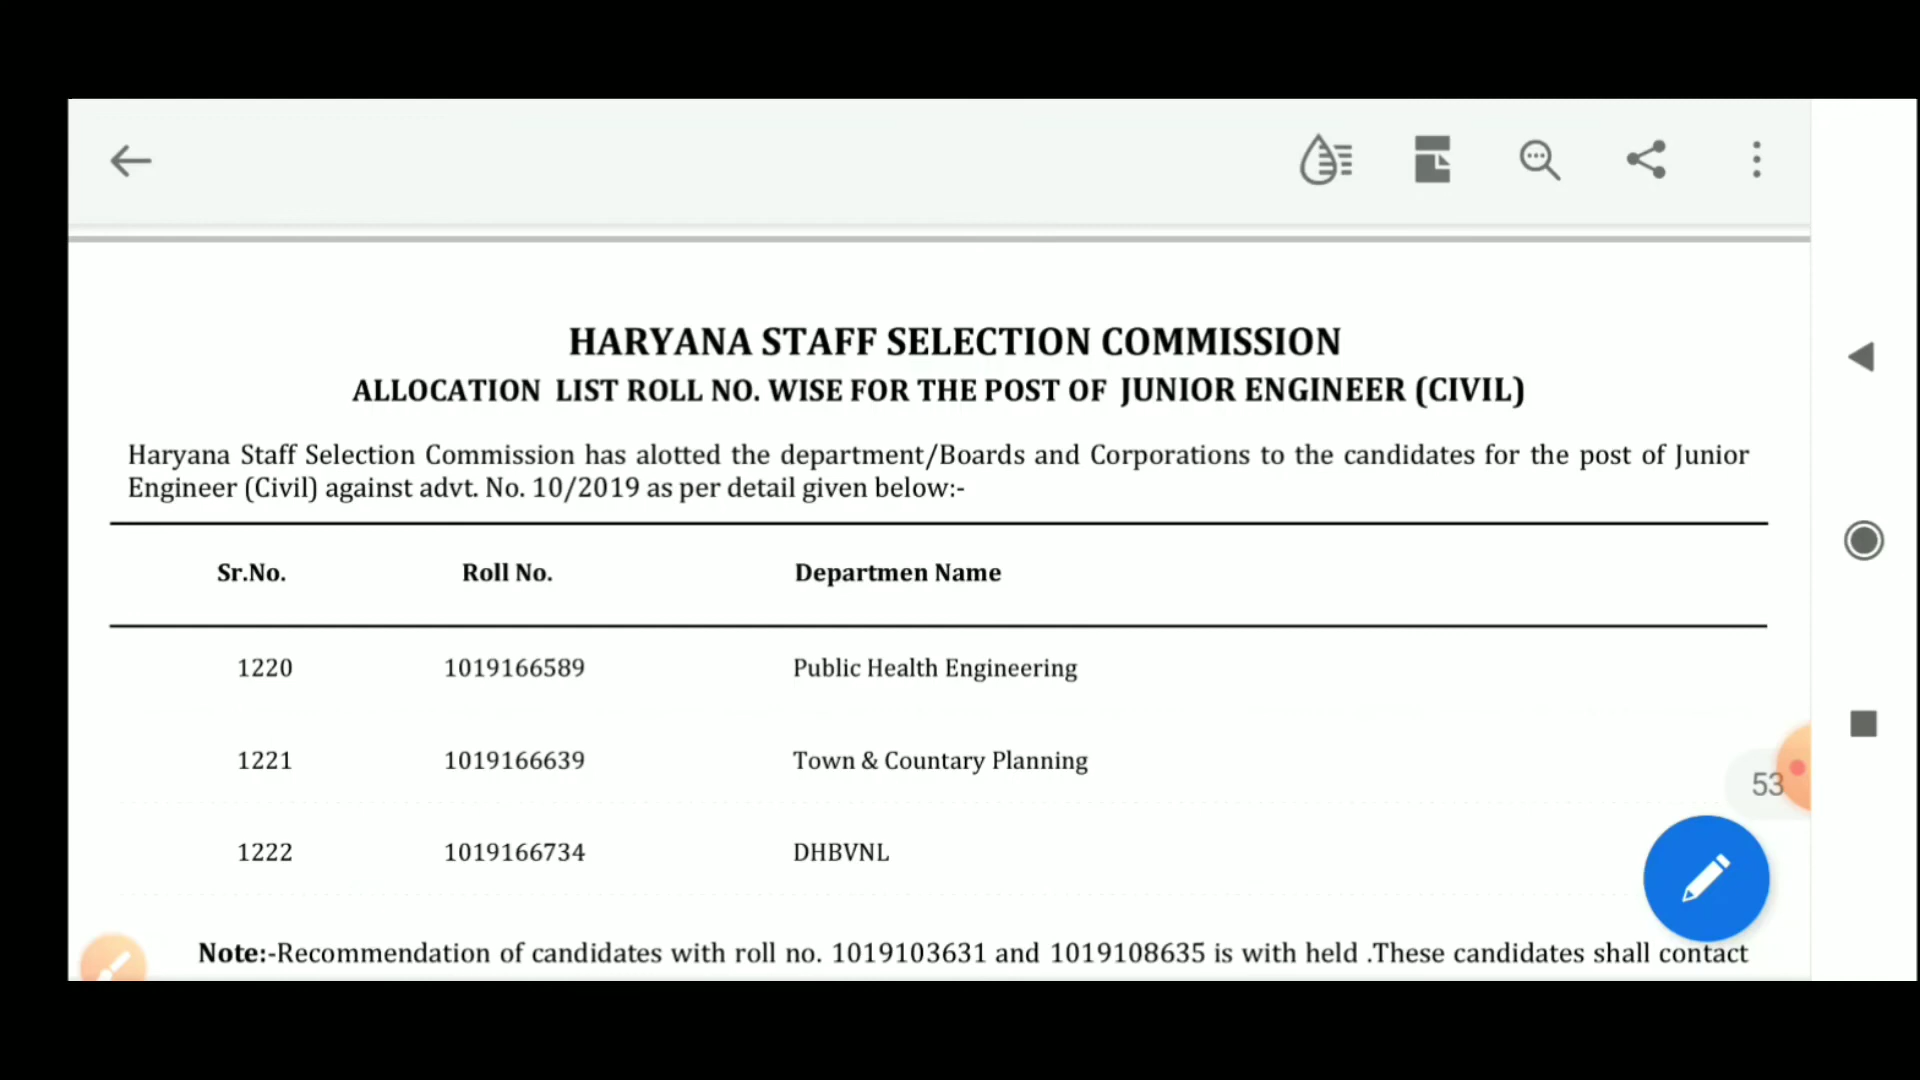 HARYANA STAFF SELECTION COMMISSION
ALLOCATION LIST ROLL NO. WISE FOR THE POST OF JUNIOR ENGINEER (CIVIL)
Haryana Staff Selection Commission has alotted the department/Boards and Corporations to the candidates for the post of Junior
Engineer (Civil) against advt. No. 10/2019 as per detail given below:-
Sr.No. Roll No. Departmen Name
1220 1019166589 Public Health Engineering
1221 1019166639 Town & Countary Planning
53
1222 1019166734 DHBVNL
Note:-Recommendation of candidates with roll no. 1019103631 and 1019108635 is with held .These candidates shall contact